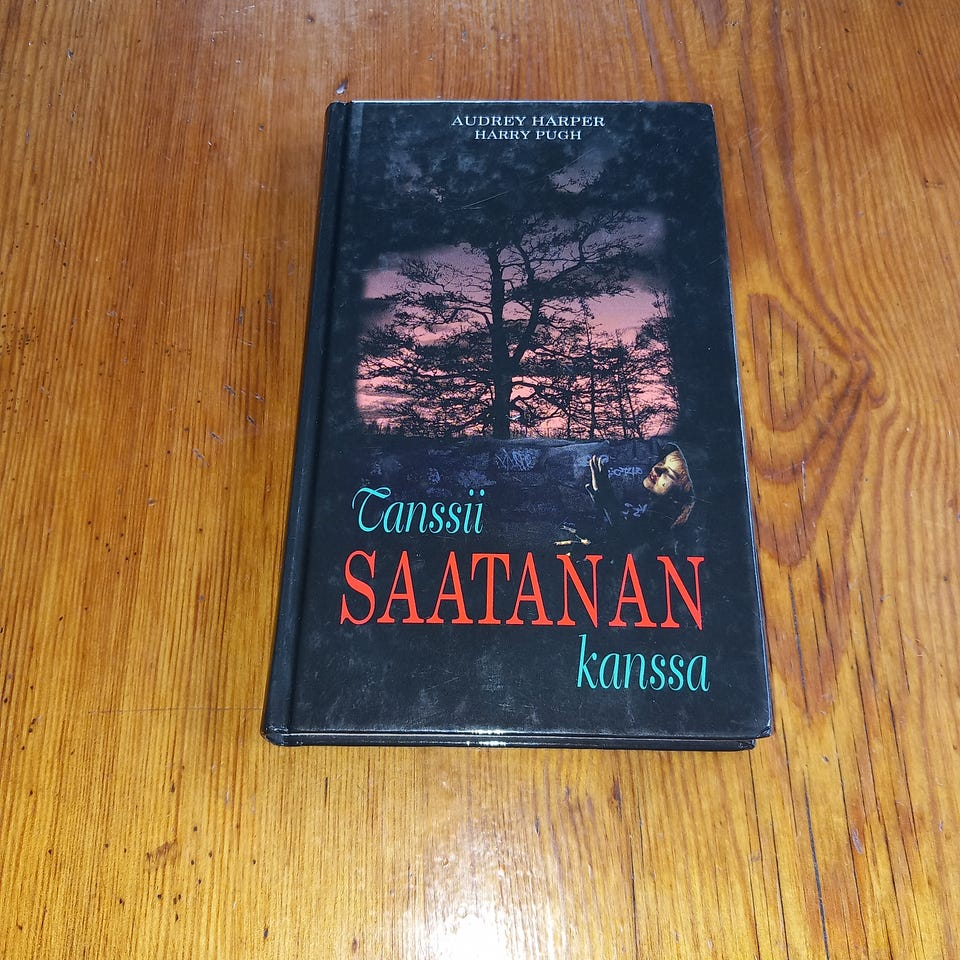 AUDREY HARPER
HARRY PUGH
Tanssii
SAATANAN
kanssa